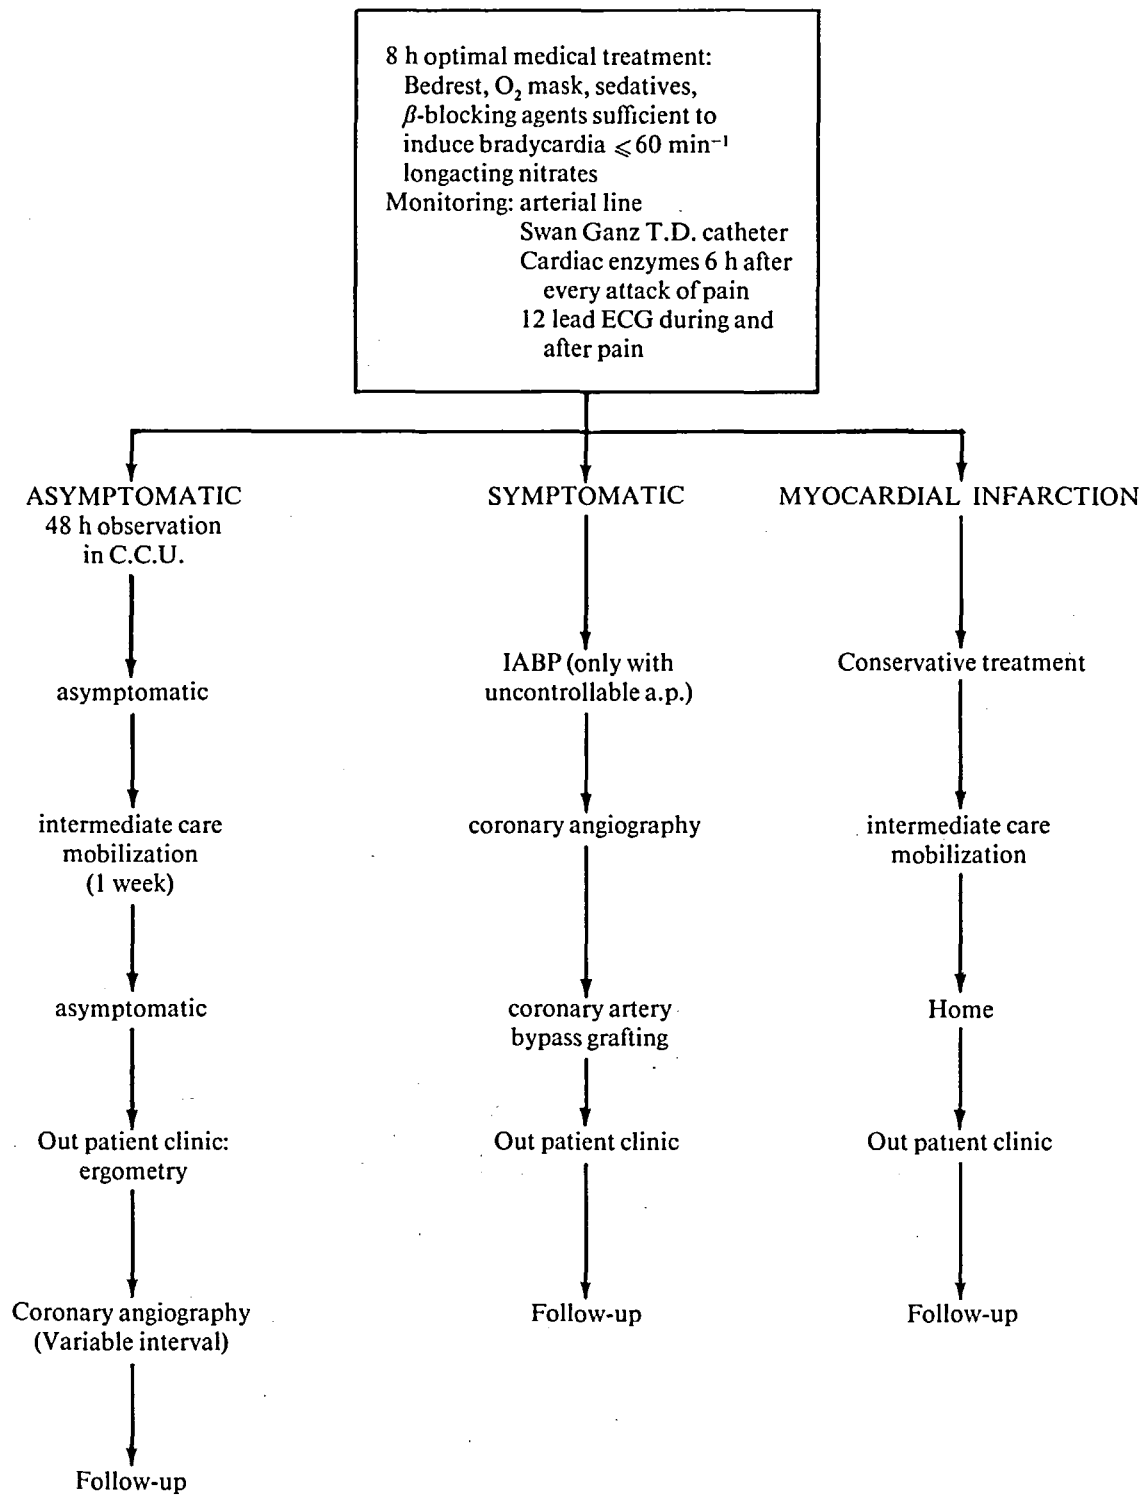 8 h optimal medical treatment:
Bedrest, O₂ mask, sedatives,
β-blocking agents sufficient to
induce bradycardia ⩽60 min⁻¹
longacting nitrates
Monitoring: arterial line
Swan Ganz T.D. catheter
Cardiac enzymes 6 h after
every attack of pain
12 lead ECG during and
after pain
ASYMPTOMATIC
48 h observation
in C.C.U.
asymptomatic
intermediate care
mobilization
(1 week)
asymptomatic
Out patient clinic:
ergometry
Coronary angiography
(Variable interval)
Follow-up
SYMPTOMATIC
IABP (only with
uncontrollable a.p.)
coronary angiography
coronary artery
bypass grafting
Out patient clinic
Follow-up
MYOCARDIAL INFARCTION
Conservative treatment
intermediate care
mobilization
Home
Out patient clinic
Follow-up